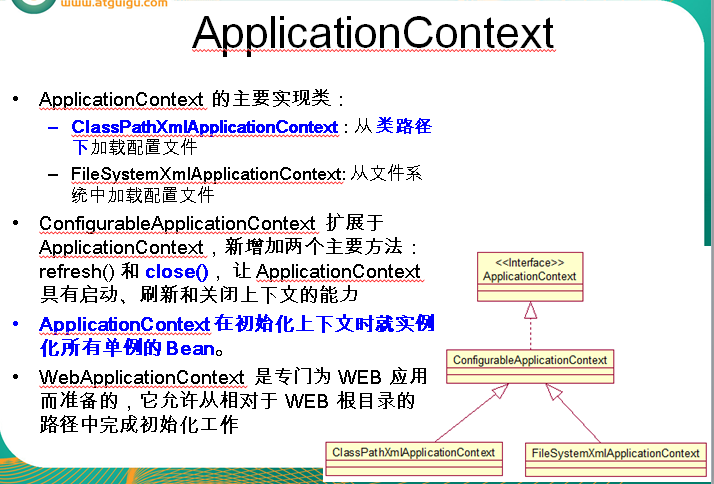 www.atguigu.com
ApplicationContext
• ApplicationContext 的主要实现类：
– ClassPathXmlApplicationContext：从 类路径
下加载配置文件
– FileSystemXmlApplicationContext: 从文件系
统中加载配置文件
• ConfigurableApplicationContext 扩展于
ApplicationContext，新增加两个主要方法：
refresh() 和 close()， 让 ApplicationContext
具有启动、刷新和关闭上下文的能力
• ApplicationContext 在初始化上下文时就实例
化所有单例的 Bean。
• WebApplicationContext 是专门为 WEB 应用
而准备的，它允许从相对于 WEB 根目录的
路径中完成初始化工作
<<Interface>>
ApplicationContext
ConfigurableApplicationContext
ClassPathXmlApplicationContext
FileSystemXmlApplicationContext